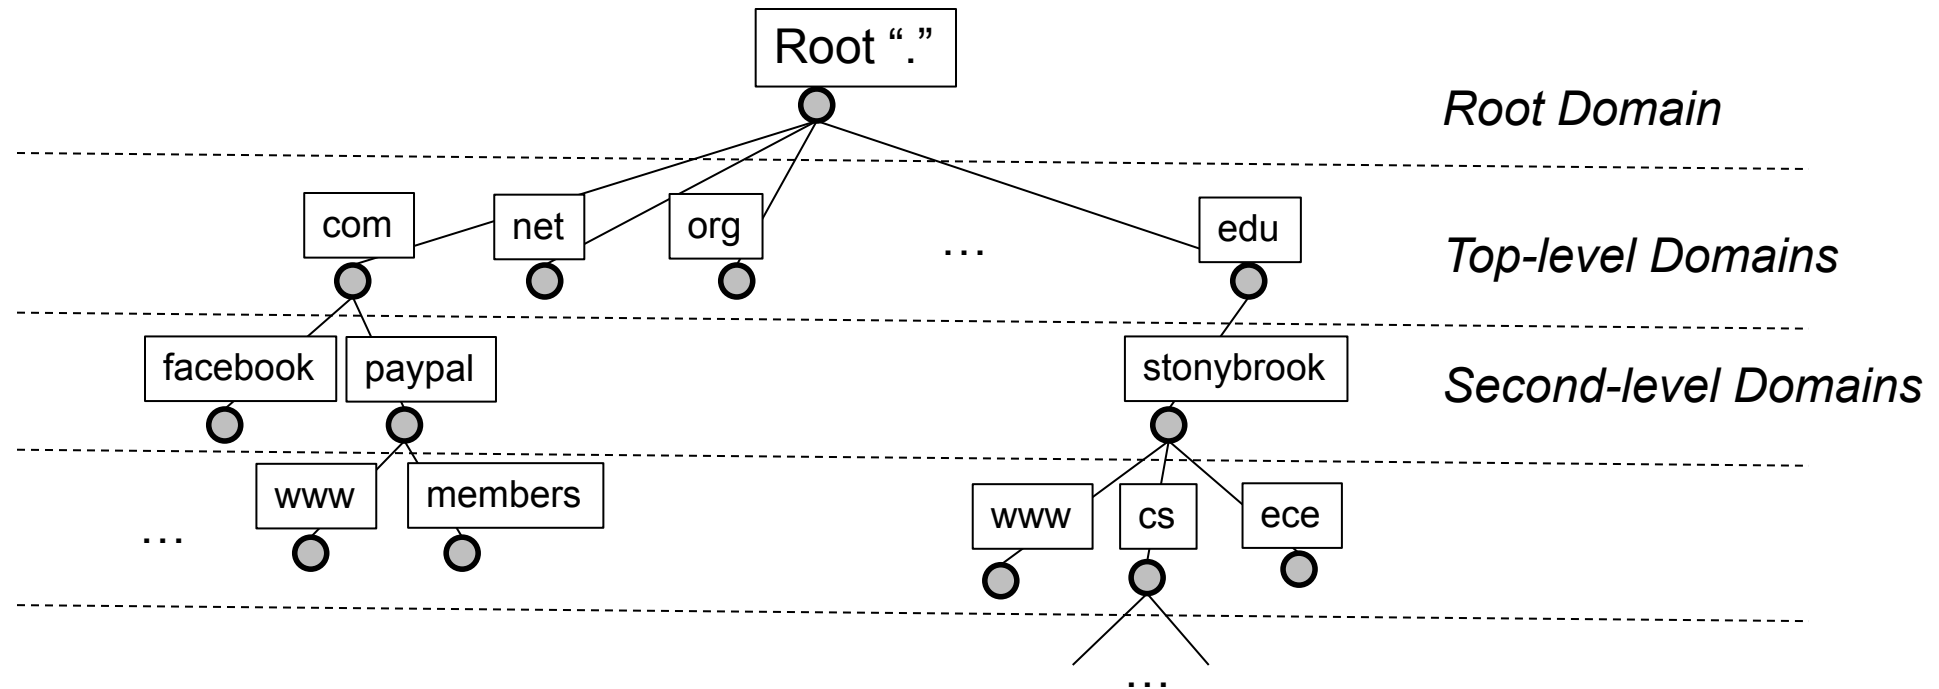 Root “.”
Root Domain
com
net
org
...
edu
Top-level Domains
facebook
paypal
stonybrook
Second-level Domains
...
www
members
www
cs
ece
...